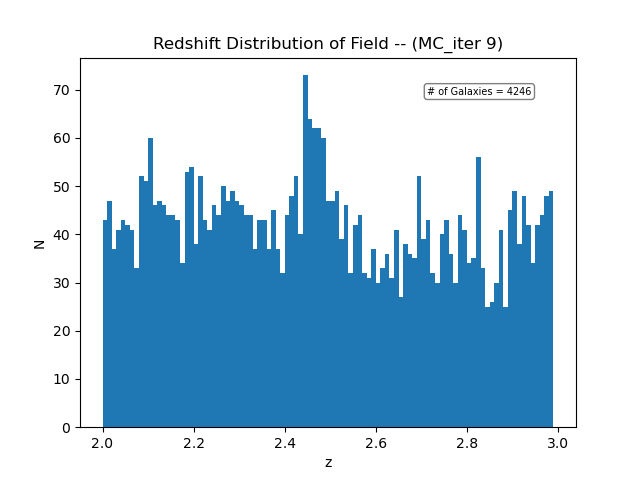 Redshift Distribution of Field -- (MC_iter 9)
# of Galaxies = 4246
70
60
50
40
30
20
10
0
N
2.0 2.2 2.4 2.6 2.8 3.0
z